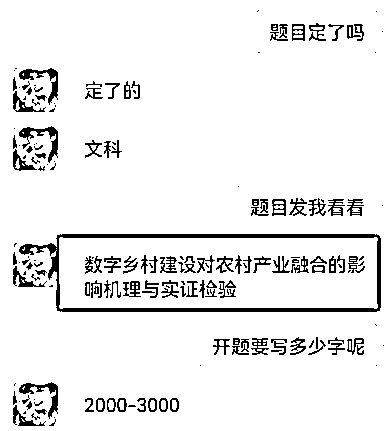 题目定了吗
定了的
文科
题目发我看看
数字乡村建设对农村产业融合的影
响机理与实证检验
开题要写多少字呢
2000-3000